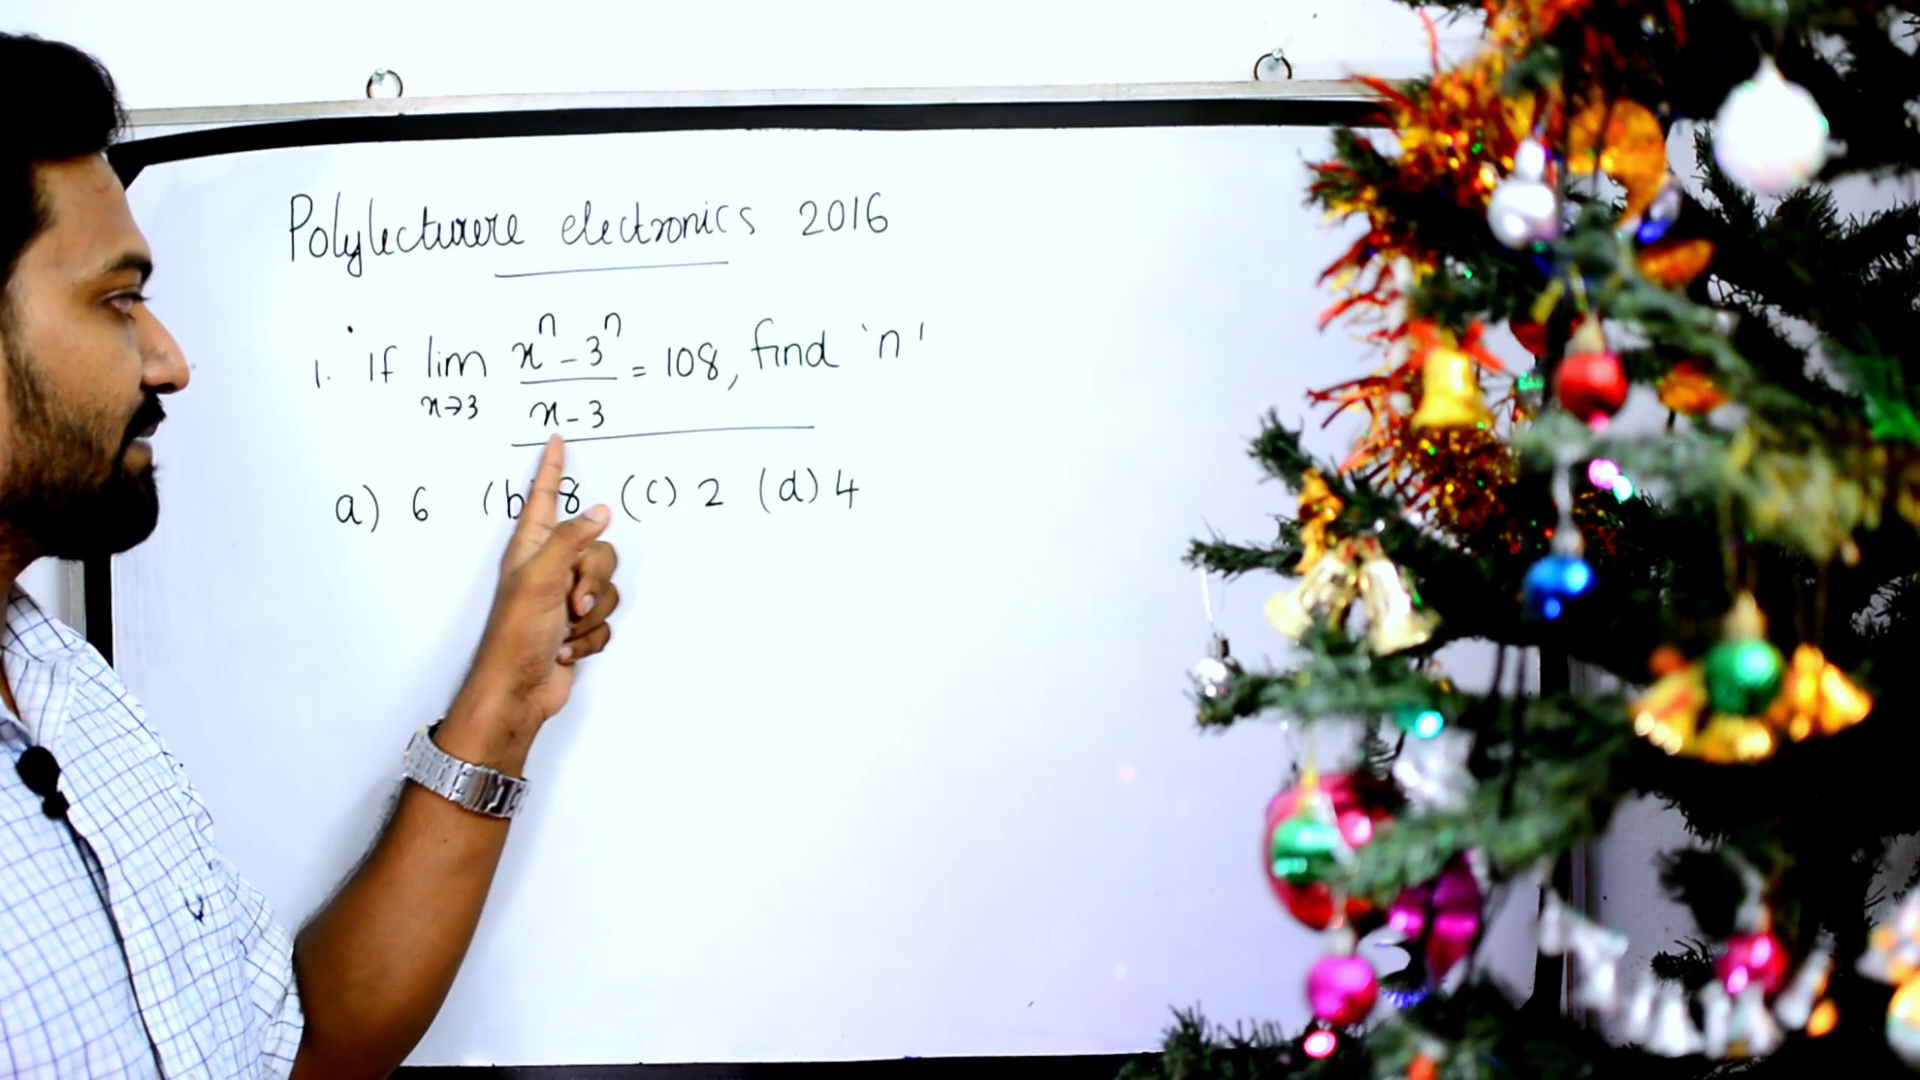 Polylecturere electronics 2016
1. If lim x→3 (xⁿ - 3ⁿ)/(x - 3) = 108, find 'n'
a) 6 (b) 8 (c) 2 (d) 4